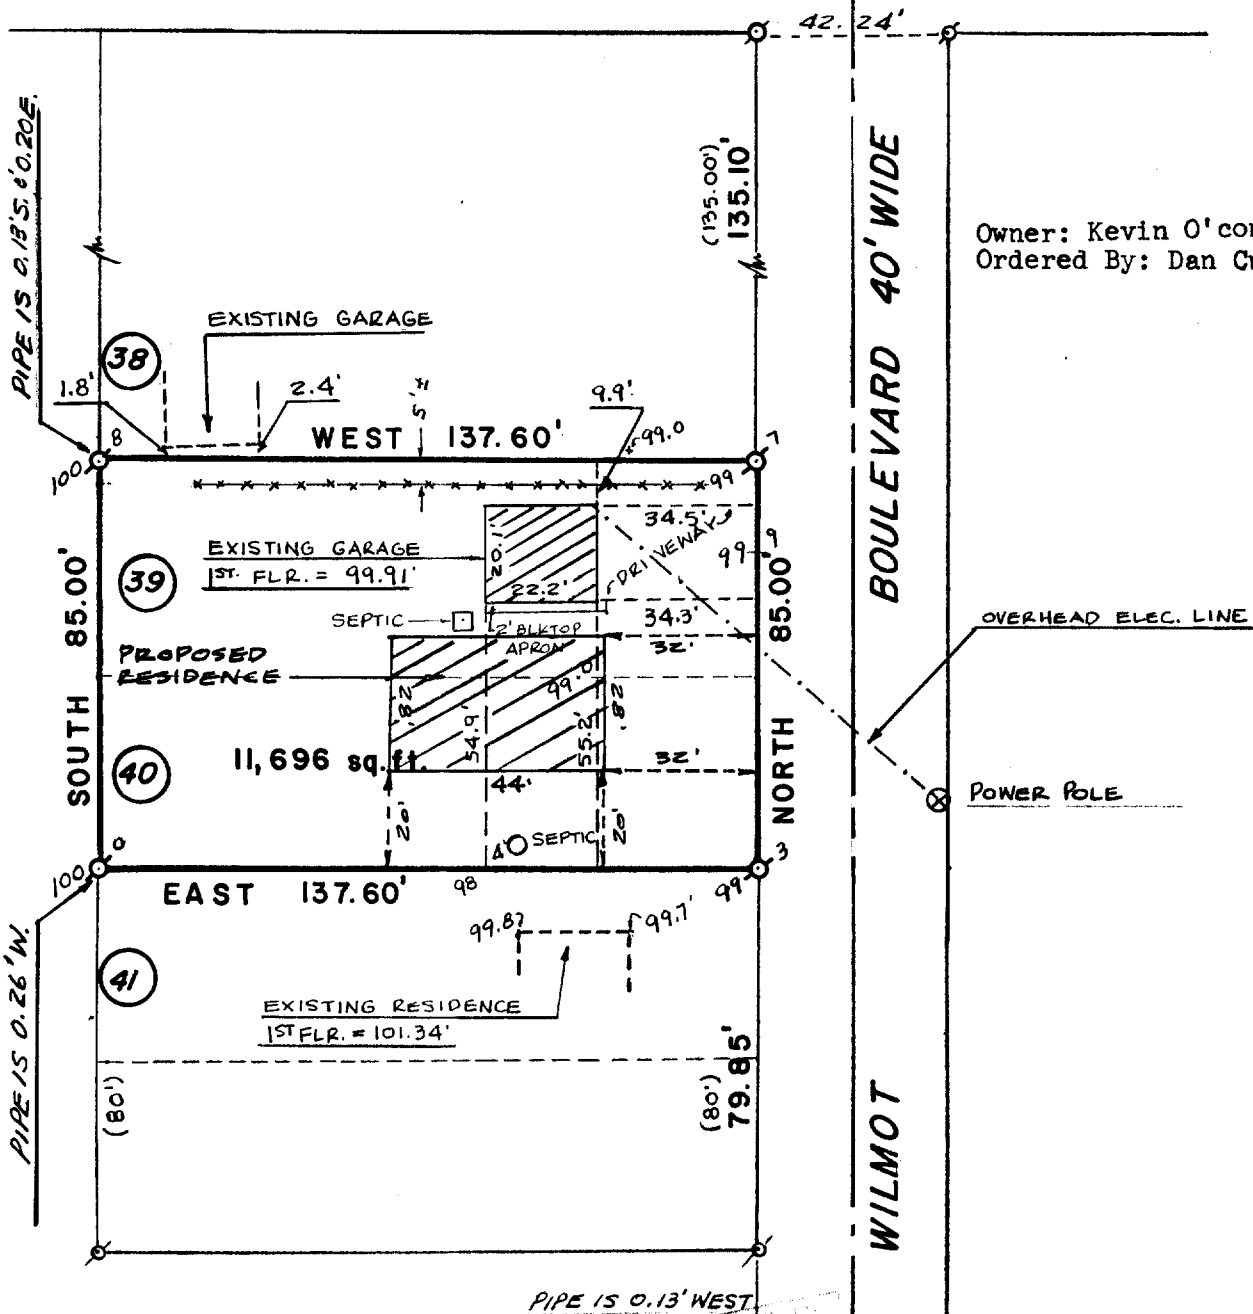 42.24'
PIPE IS 0.13'S. & 0.20E.
(135.00')
135.10'
BOULEVARD 40' WIDE
Owner: Kevin O'co
Ordered By: Dan C
EXISTING GARAGE
38
1.8'
2.4'
9.9'
99.0
WEST 137.60'
8
7
100
99
34.5'
DRIVEWAY
99
9
EXISTING GARAGE
1ST. FLR. = 99.91'
20.1'
22.2'
39
SOUTH 85.00'
NORTH 85.00'
SEPTIC
2' BLKTOP
APRON
34.3'
32'
OVERHEAD ELEC. LINE
PROPOSED
RESIDENCE
99.0
28'
28'
54.9'
55.2'
11,696 sq. ft.
32'
40
44'
POWER POLE
20'
20'
4'
SEPTIC
0
3
100
99
EAST 137.60'
98
99.8?
99.7'
PIPE IS 0.26'W.
41
EXISTING RESIDENCE
1ST FLR. = 101.34'
(80')
(80')
79.85'
WILMOT
PIPE IS 0.13' WEST